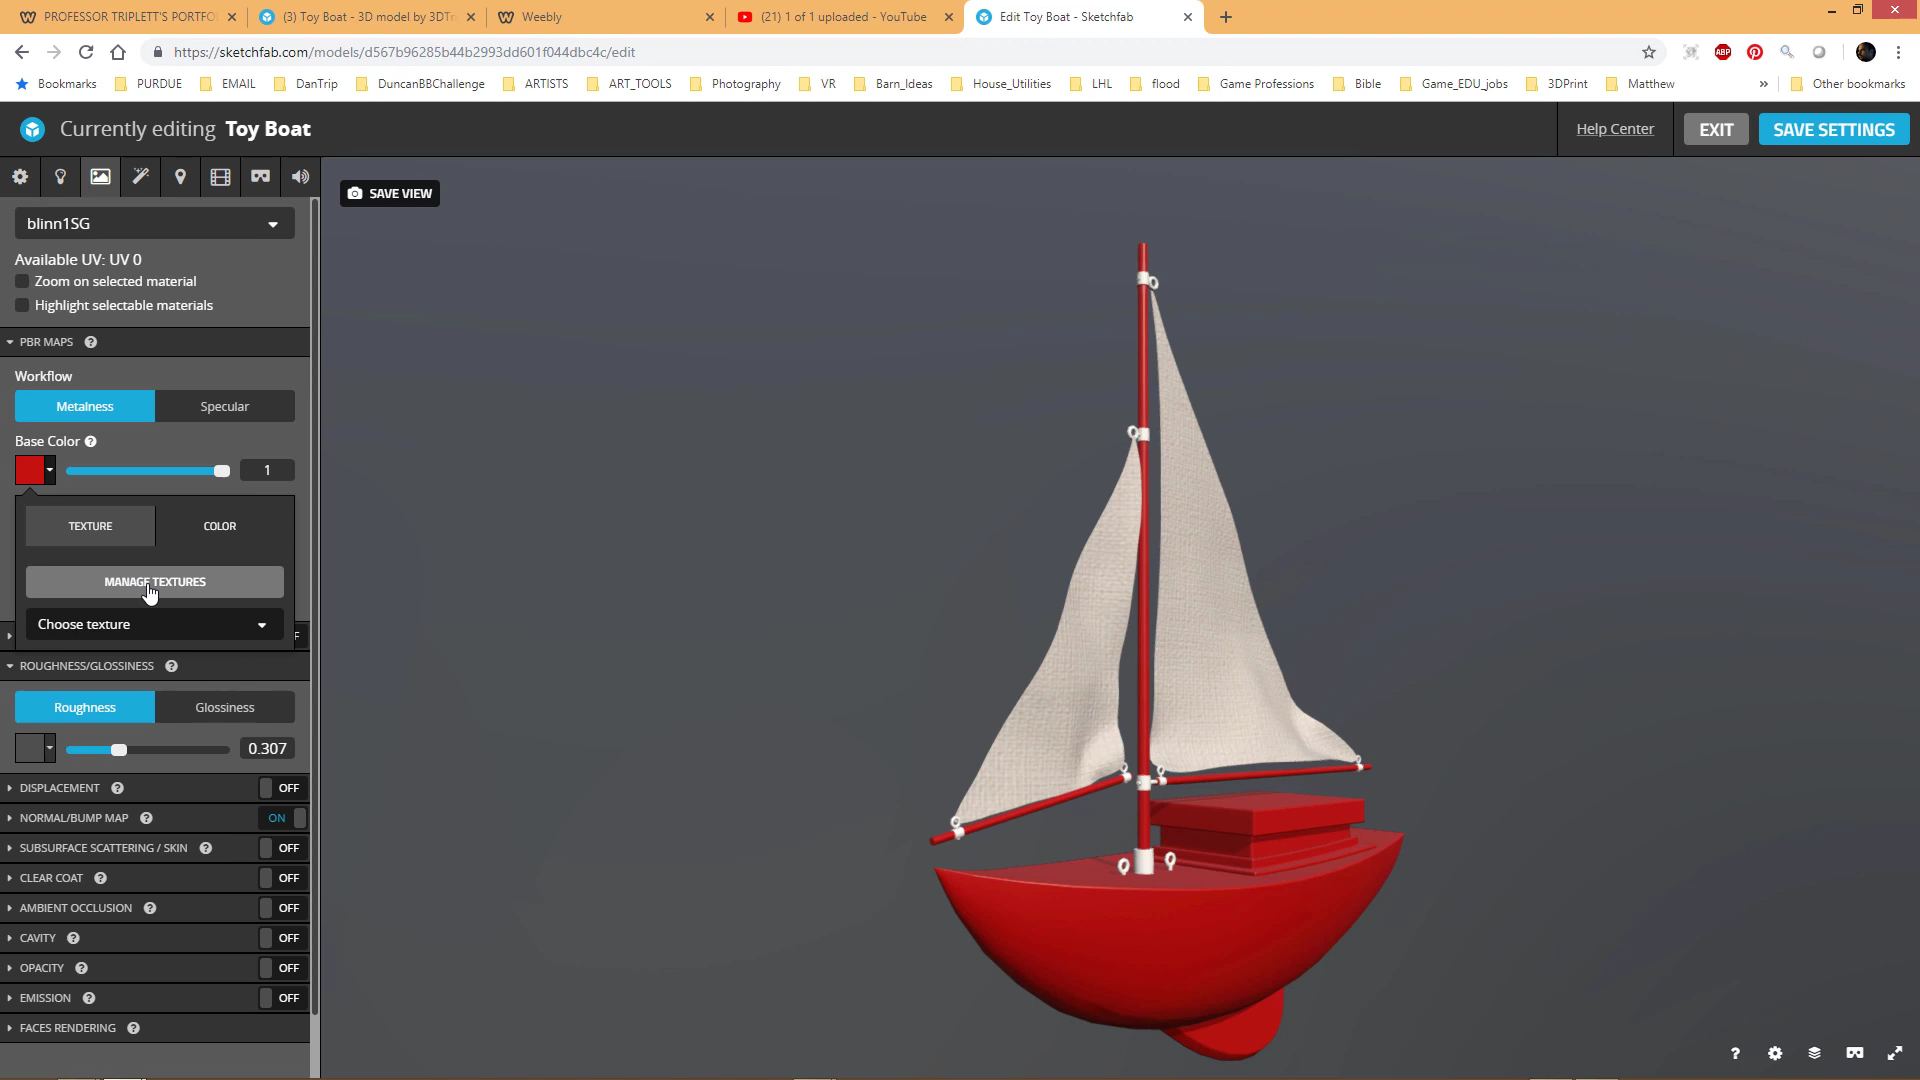 PROFESSOR TRIPLETT'S PORTFO
(3) Toy Boat - 3D model by 3DTr
Weebly
(21) 1 of 1 uploaded - YouTube
Edit Toy Boat - Sketchfab
https://sketchfab.com/models/d567b96285b44b2993dd601f044dbc4c/edit
ABP
Bookmarks
PURDUE
EMAIL
DanTrip
DuncanBBChallenge
ARTISTS
ART_TOOLS
Photography
VR
Barn_Ideas
House_Utilities
LHL
flood
Game Professions
Bible
Game_EDU_jobs
3DPrint
Matthew
»
Other bookmarks
Currently editing Toy Boat
Help Center
EXIT
SAVE SETTINGS
SAVE VIEW
blinn1SG
Available UV: UV 0
Zoom on selected material
Highlight selectable materials
PBR MAPS ?
Workflow
Metalness
Specular
Base Color ?
1
TEXTURE
COLOR
MANAGE TEXTURES
Choose texture
F
ROUGHNESS/GLOSSINESS ?
Roughness
Glossiness
0.307
DISPLACEMENT ? OFF
NORMAL/BUMP MAP ? ON
SUBSURFACE SCATTERING / SKIN ? OFF
CLEAR COAT ? OFF
AMBIENT OCCLUSION ? OFF
CAVITY ? OFF
OPACITY ? OFF
EMISSION ? OFF
FACES RENDERING ?
?